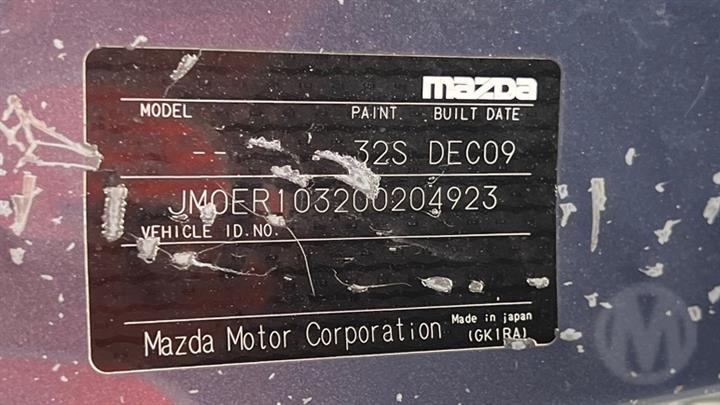 mazda
MODEL PAINT BUILT DATE
-- 32S DEC09
JM0ER103200204923
VEHICLE ID.NO.
Mazda Motor Corporation Made in japan
(GK1RA)
M